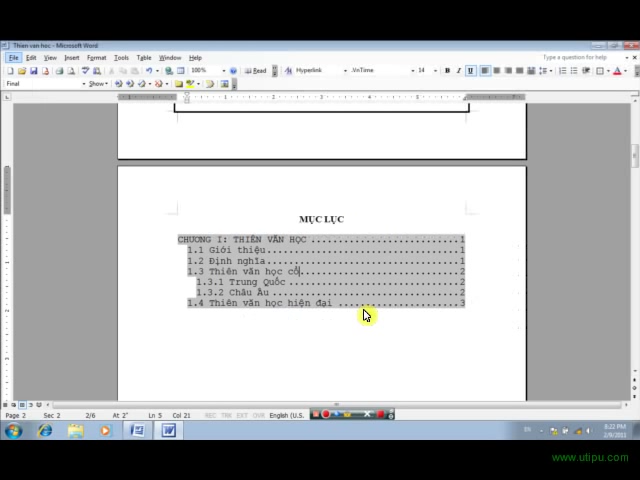 Thien-van-hoc - Microsoft Word
File Edit View Insert Format Tools Table Window Help
Type a question for help
100% Read Hyperlink .VnTime 14 B I U
Final Show
MỤC LỤC
CHƯƠNG I: THIÊN VĂN HỌC ........................ 1
1.1 Giới thiệu .............................. 1
1.2 Định nghĩa .............................. 1
1.3 Thiên văn học cổ ........................ 2
1.3.1 Trung Quốc ............................ 2
1.3.2 Châu Âu ............................... 2
1.4 Thiên văn học hiện đại .................. 3
Page 2 Sec 2 2/6 At 2" Ln 5 Col 21 REC TRK EXT OVR English (U.S.
EN 8:22 PM
2/9/2011
www.utipu.com